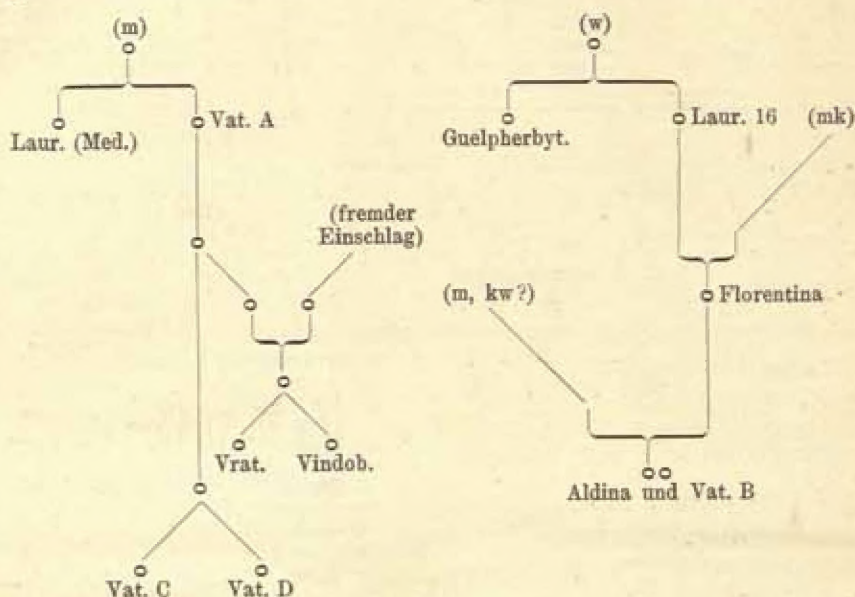 (m)
(w)
Laur. (Med.)
Vat. A
Guelpherbyt.
Laur. 16
(mk)
(fremder
Einschlag)
(m, kw?)
Florentina
Vrat.
Vindob.
Aldina und Vat. B
Vat. C
Vat. D